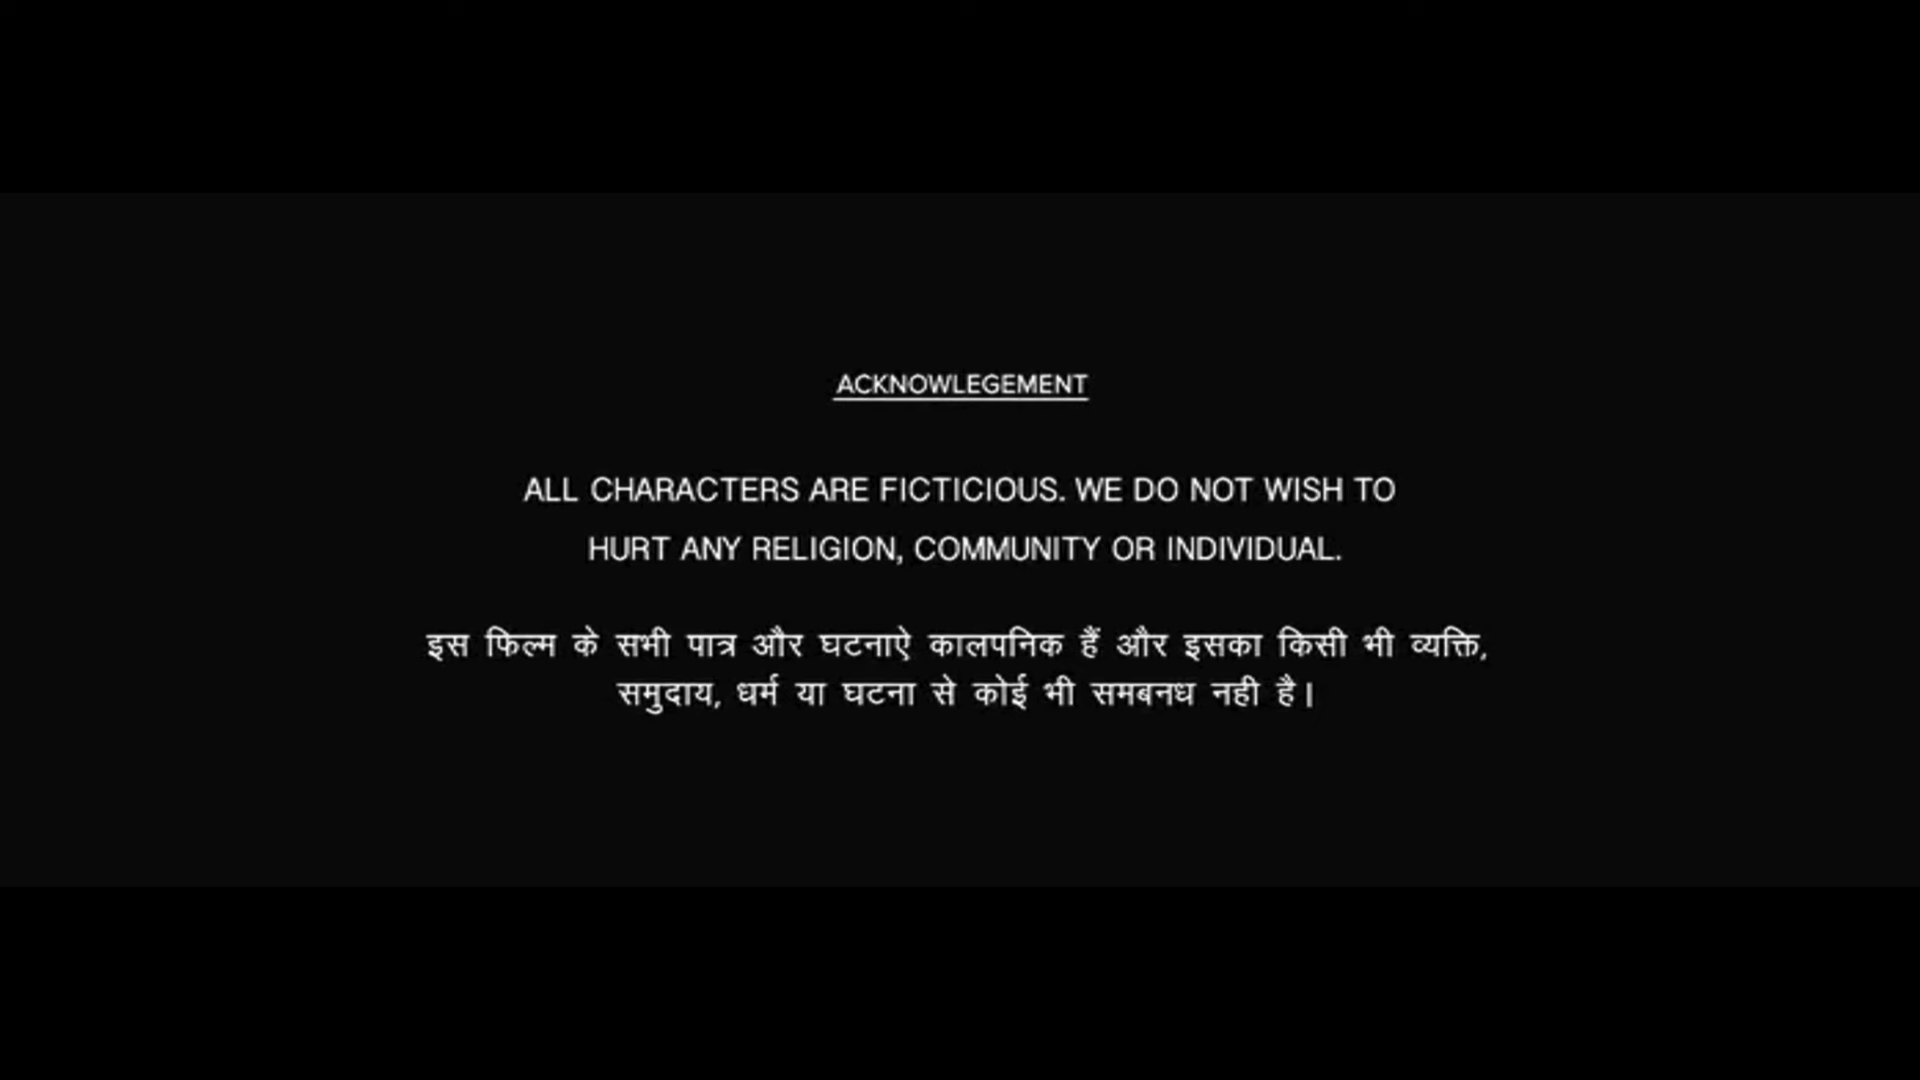 ACKNOWLEGEMENT
ALL CHARACTERS ARE FICTICIOUS. WE DO NOT WISH TO
HURT ANY RELIGION, COMMUNITY OR INDIVIDUAL.
इस फिल्म के सभी पात्र और घटनाऐ कालपनिक हैं और इसका किसी भी व्यक्ति,
समुदाय, धर्म या घटना से कोई भी समबनध नही है।